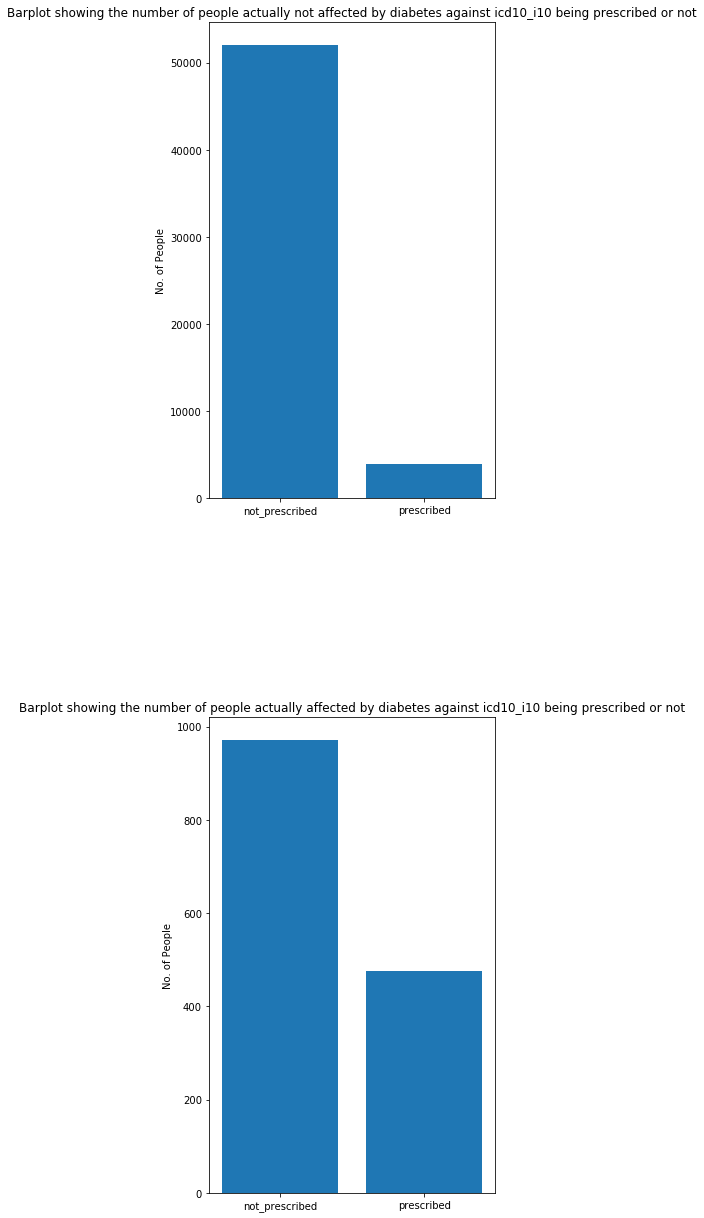 Barplot showing the number of people actually not affected by diabetes against icd10_i10 being prescribed or not
50000
40000
30000
20000
10000
0
No. of People
not_prescribed prescribed
Barplot showing the number of people actually affected by diabetes against icd10_i10 being prescribed or not
1000
800
600
400
200
0
No. of People
not_prescribed prescribed